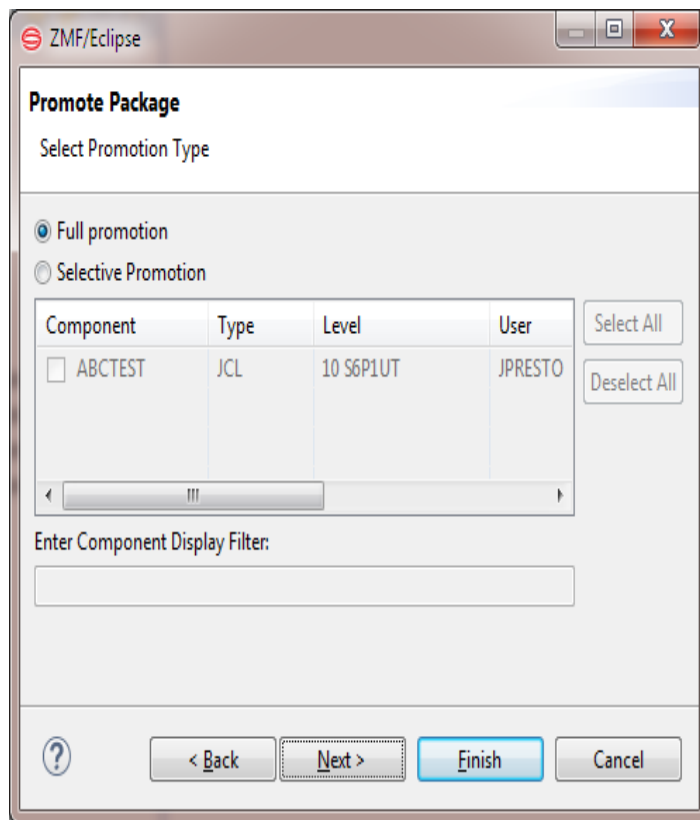 ZMF/Eclipse
X
Promote Package
Select Promotion Type
Full promotion
Selective Promotion
Component Type Level User
Select All
ABCTEST JCL 10 S6P1UT JPRESTO
Deselect All
Enter Component Display Filter:
? < Back Next > Finish Cancel